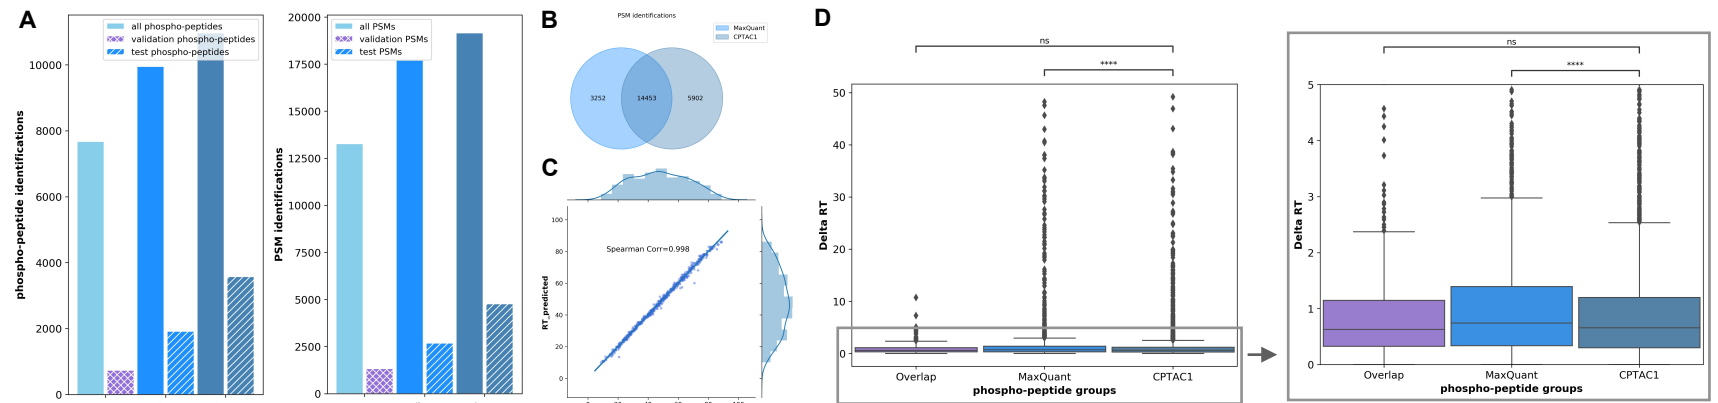 A
phospho-peptide identifications
10000
8000
6000
4000
2000
0
all phospho-peptides
validation phospho-peptides
test phospho-peptides
PSM identifications
20000
17500
15000
12500
10000
7500
5000
2500
0
all PSMs
validation PSMs
test PSMs
B
PSM identifications
MaxQuant
CPTAC1
3252
14453
5902
C
RT_predicted
100
80
60
40
20
0
Spearman Corr=0.998
D
ns
****
Delta RT
50
40
30
20
10
0
Overlap
MaxQuant
CPTAC1
phospho-peptide groups
ns
****
Delta RT
5
4
3
2
1
0
Overlap
MaxQuant
CPTAC1
phospho-peptide groups